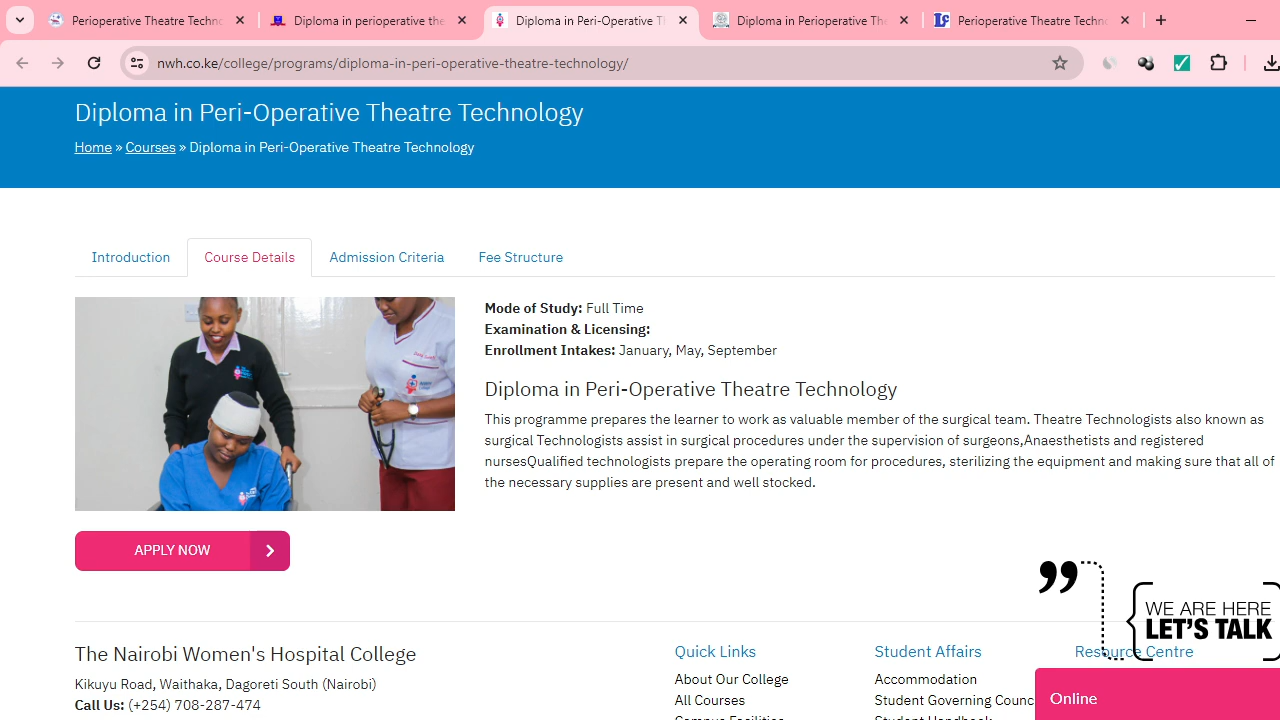 Perioperative Theatre Techno
Diploma in perioperative the
Diploma in Peri-Operative Th
Diploma in Perioperative The
Perioperative Theatre Techno
nwh.co.ke/college/programs/diploma-in-peri-operative-theatre-technology/
Diploma in Peri-Operative Theatre Technology
Home » Courses » Diploma in Peri-Operative Theatre Technology
Introduction
Course Details
Admission Criteria
Fee Structure
Mode of Study: Full Time
Examination & Licensing:
Enrollment Intakes: January, May, September
Diploma in Peri-Operative Theatre Technology
This programme prepares the learner to work as valuable member of the surgical team. Theatre Technologists also known as
surgical Technologists assist in surgical procedures under the supervision of surgeons,Anaesthetists and registered
nursesQualified technologists prepare the operating room for procedures, sterilizing the equipment and making sure that all of
the necessary supplies are present and well stocked.
APPLY NOW
WE ARE HERE
LET'S TALK
The Nairobi Women's Hospital College
Kikuyu Road, Waithaka, Dagoreti South (Nairobi)
Call Us: (+254) 708-287-474
Quick Links
About Our College
All Courses
Campus Facilities
Student Affairs
Accommodation
Student Governing Counc
Student Handbook
Resource Centre
Online